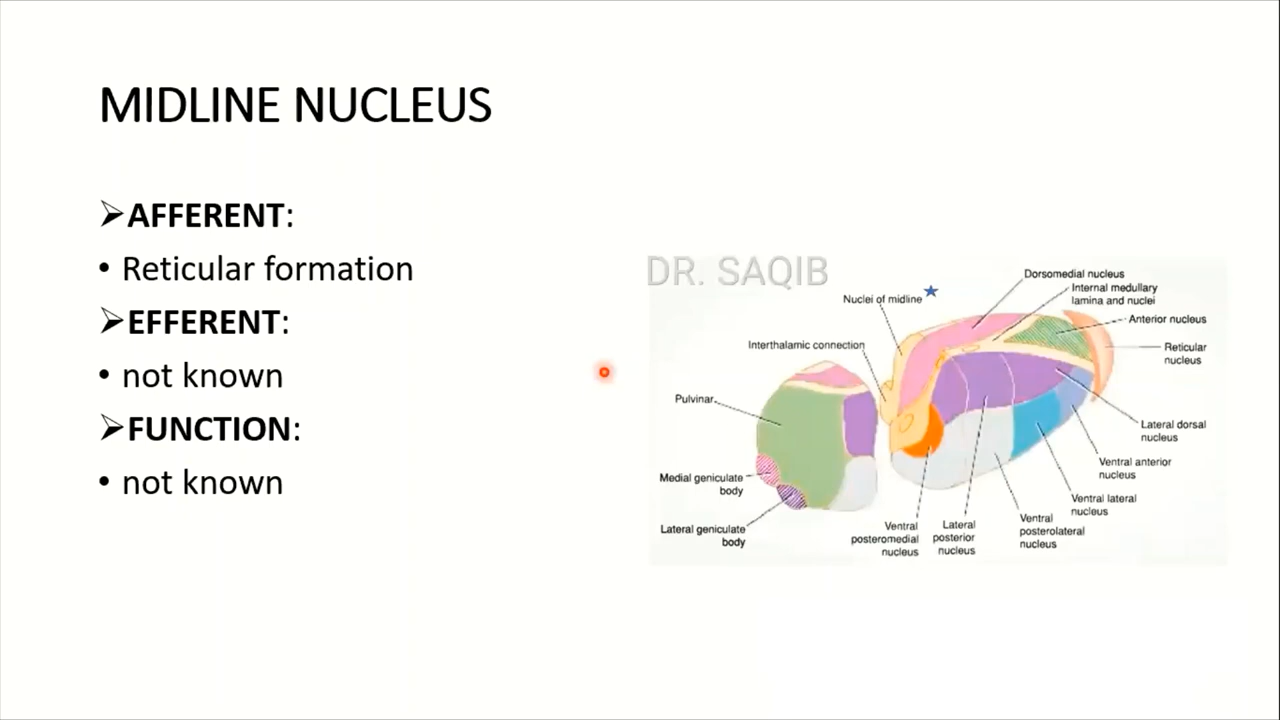 MIDLINE NUCLEUS
➢AFFERENT:
• Reticular formation
➢EFFERENT:
• not known
➢FUNCTION:
• not known
DR. SAQIB
Dorsomedial nucleus
Internal medullary
lamina and nuclei
Nuclei of midline
Anterior nucleus
Interthalamic connection
Reticular
nucleus
Pulvinar
Lateral dorsal
nucleus
Ventral anterior
nucleus
Medial geniculate
body
Ventral lateral
nucleus
Lateral geniculate
body
Ventral
posteromedial
nucleus
Lateral
posterior
nucleus
Ventral
posterolateral
nucleus